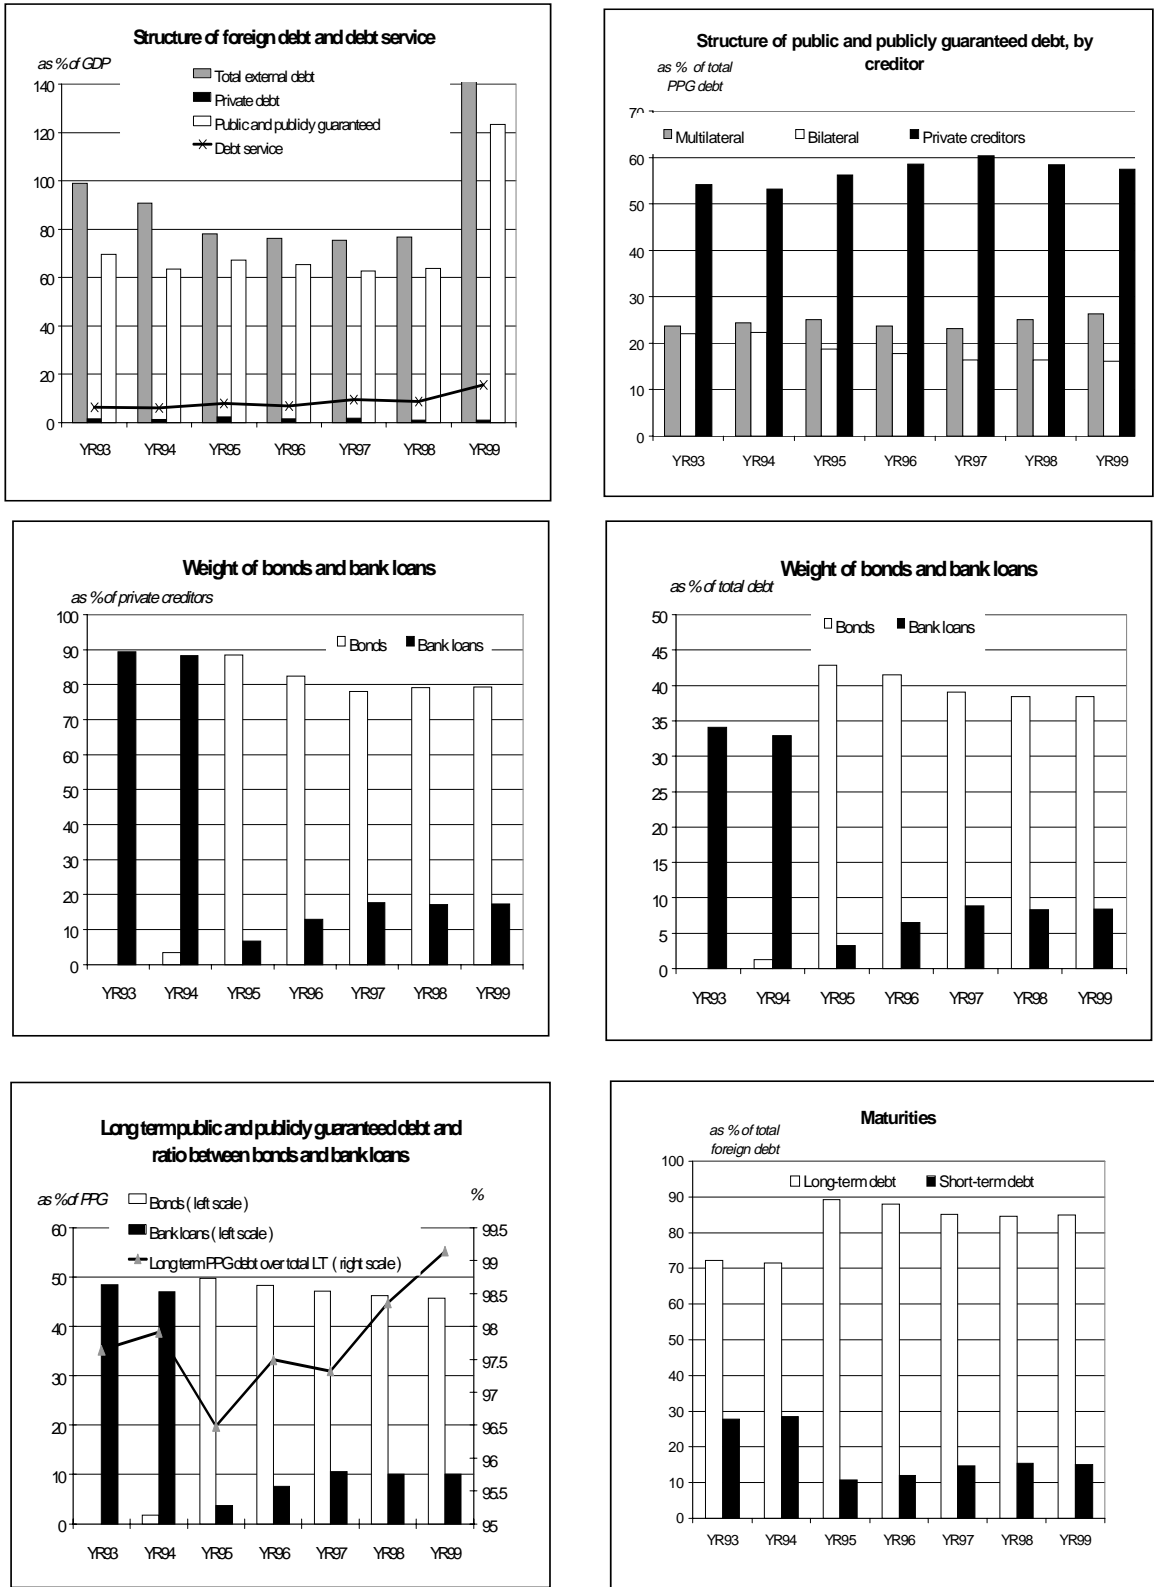 Structure of foreign debt and debt service
as % of GDP
Total external debt
Private debt
Public and publicly guaranteed
Debt service
140
120
100
80
60
40
20
0
YR93 YR94 YR95 YR96 YR97 YR98 YR99
Structure of public and publicly guaranteed debt, by
creditor
as % of total
PPG debt
70
Multilateral Bilateral Private creditors
60
50
40
30
20
10
0
YR93 YR94 YR95 YR96 YR97 YR98 YR99
Weight of bonds and bank loans
as % of private creditors
Bonds Bank loans
100
90
80
70
60
50
40
30
20
10
0
YR93 YR94 YR95 YR96 YR97 YR98 YR99
Weight of bonds and bank loans
as % of total debt
Bonds Bank loans
50
45
40
35
30
25
20
15
10
5
0
YR93 YR94 YR95 YR96 YR97 YR98 YR99
Long term public and publicly guaranteed debt and
ratio between bonds and bank loans
as % of PPG
%
Bonds ( left scale )
Bank loans ( left scale )
Long term PPG debt over total LT ( right scale )
60
50
40
30
20
10
0
99.5
99
98.5
98
97.5
97
96.5
96
95.5
95
YR93 YR94 YR95 YR96 YR97 YR98 YR99
Maturities
as % of total
foreign debt
Long-term debt Short-term debt
100
90
80
70
60
50
40
30
20
10
0
YR93 YR94 YR95 YR96 YR97 YR98 YR99